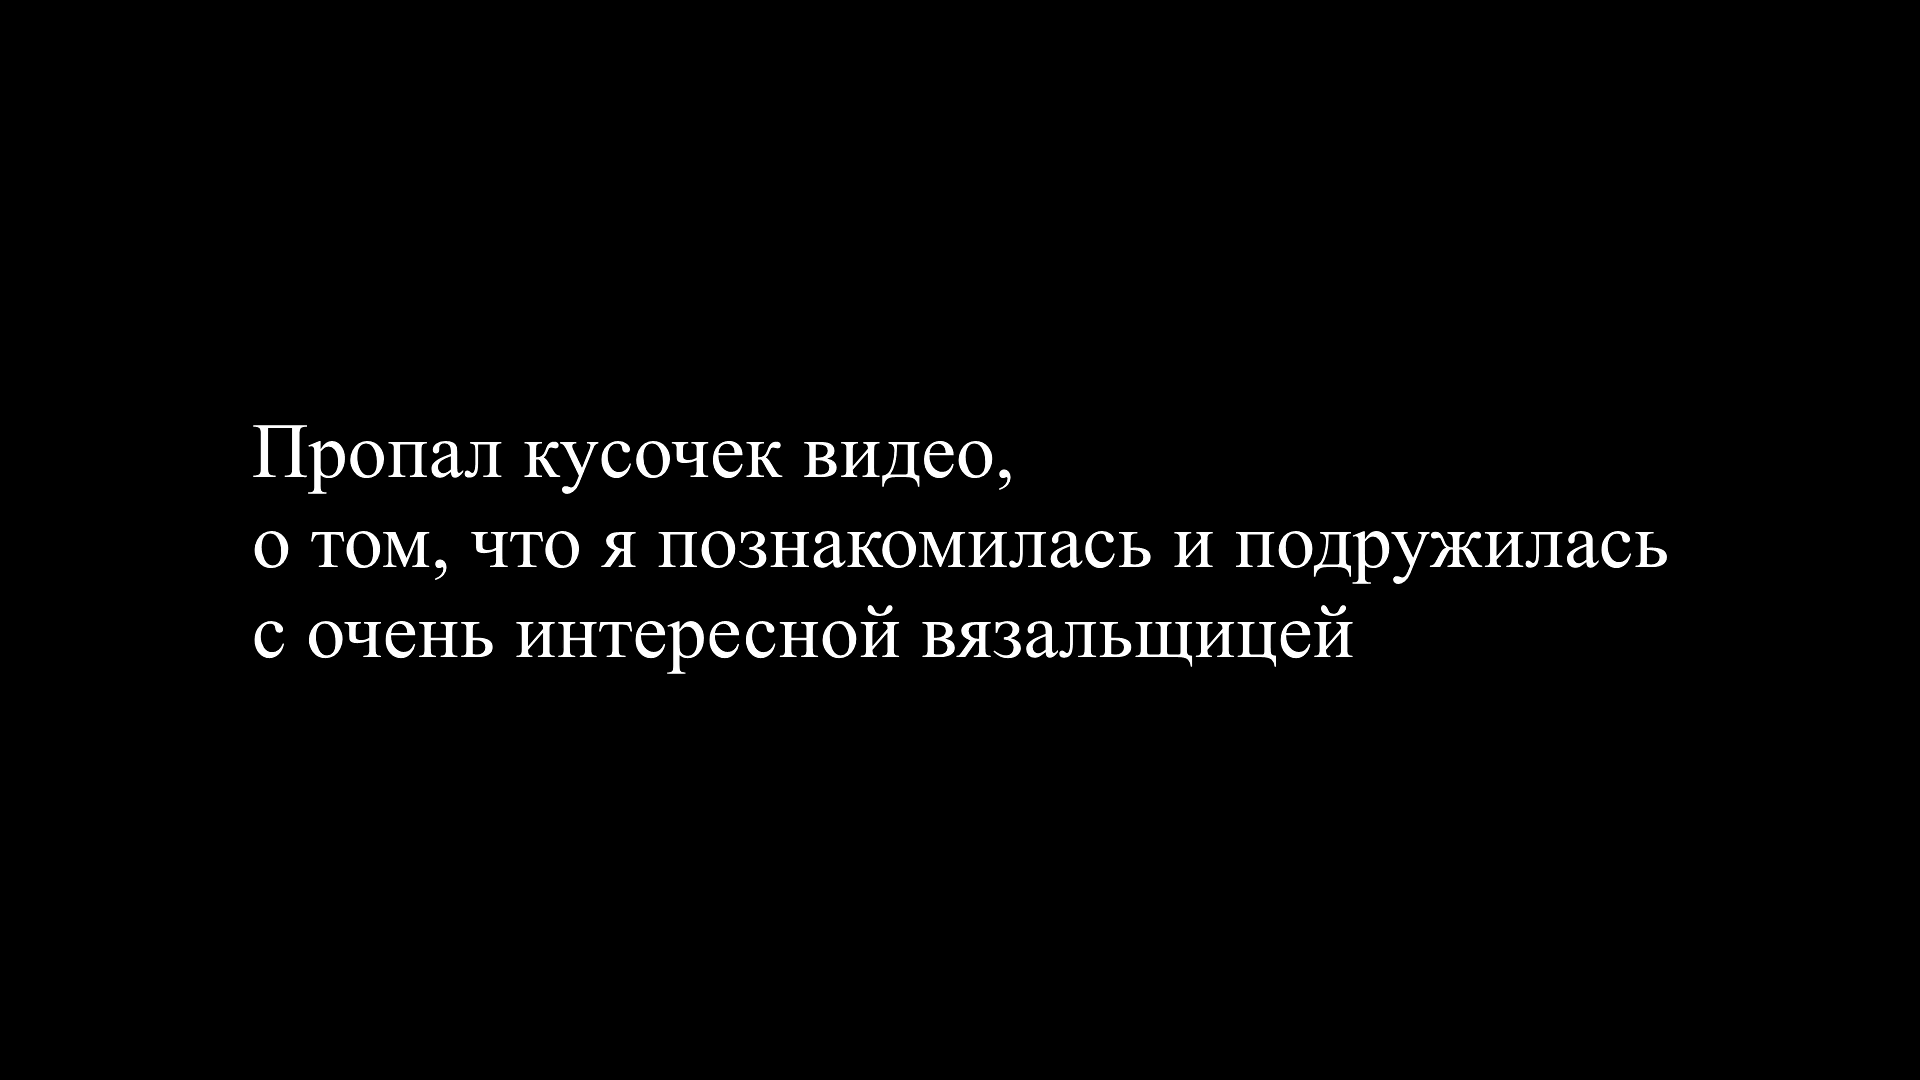 Пропал кусочек видео,
о том, что я познакомилась и подружилась
с очень интересной вязальщицей